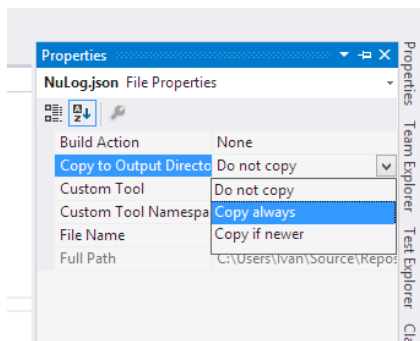 Properties
NuLog.json File Properties
Build Action None
Copy to Output Directo Do not copy
Custom Tool Do not copy
Custom Tool Namespa Copy always
File Name Copy if newer
Full Path C:\Users\Ivan\Source\Repos
Properties
Team Explorer
Test Explorer
Cla